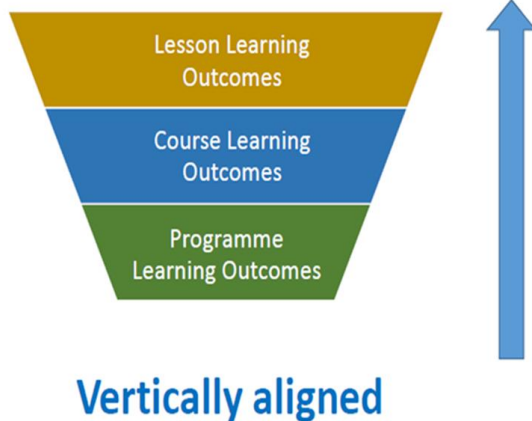 Lesson Learning
Outcomes
Course Learning
Outcomes
Programme
Learning Outcomes
Vertically aligned